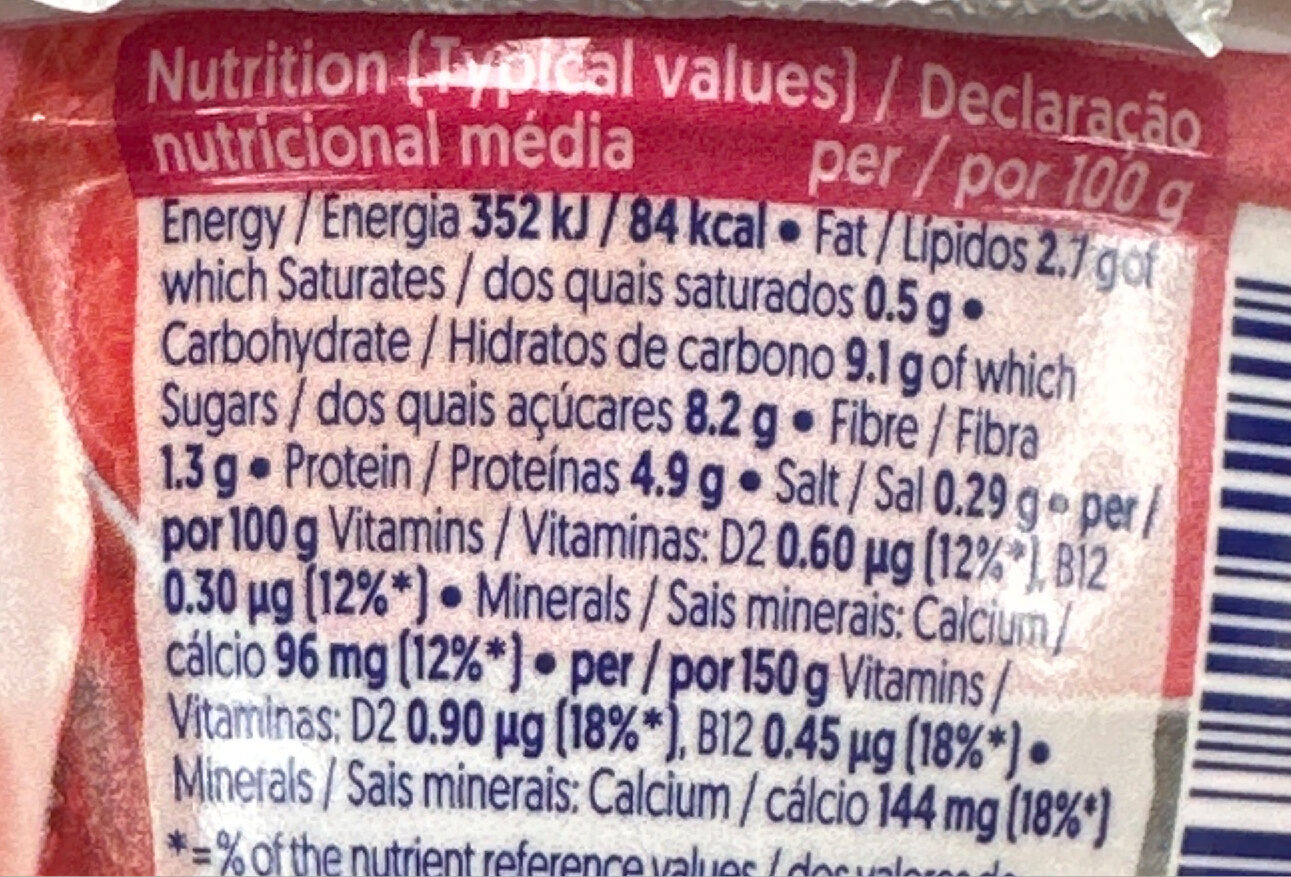 Nutrition (Typical values) / Declaração
nutricional média per / por 100 g
Energy / Energia 352 kJ / 84 kcal • Fat / Lípidos 2.7 g of
which Saturates / dos quais saturados 0.5 g •
Carbohydrate / Hidratos de carbono 9.1 g of which
Sugars / dos quais açúcares 8.2 g • Fibre / Fibra
1.3 g • Protein / Proteínas 4.9 g • Salt / Sal 0.29 g • per /
por 100 g Vitamins / Vitaminas: D2 0.60 µg (12%*), B12
0.30 µg (12%*) • Minerals / Sais minerais: Calcium /
cálcio 96 mg (12%*) • per / por 150 g Vitamins /
Vitaminas: D2 0.90 µg (18%*), B12 0.45 µg (18%*) •
Minerals / Sais minerais: Calcium / cálcio 144 mg (18%*)
*=% of the nutrient reference values / dos valores de